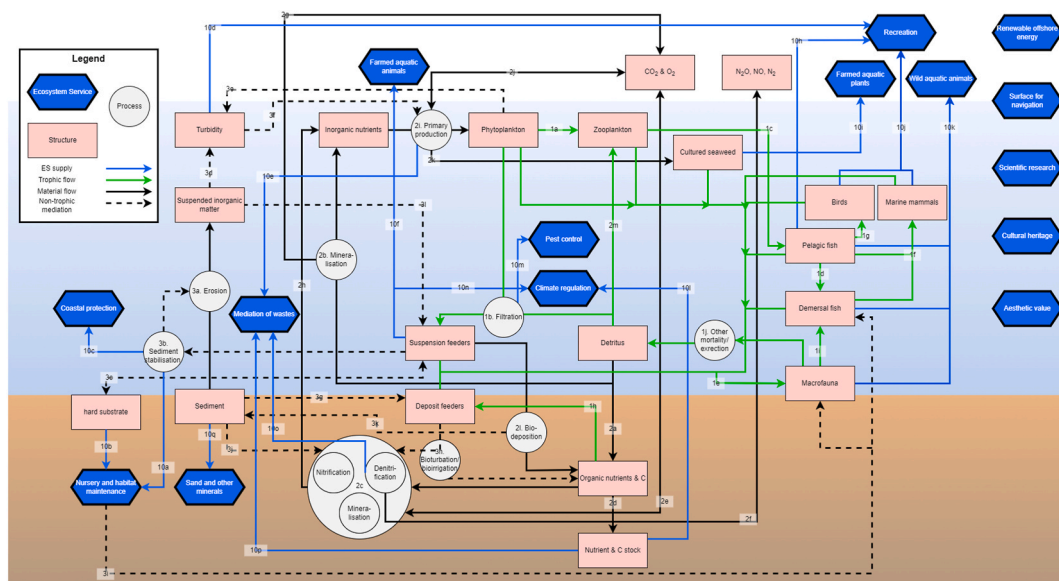 Legend
Ecosystem Service
Process
Structure
ES supply
Trophic flow
Material flow
Non-trophic
mediation
2g
10d
Recreation
Renewable offshore
energy
10h
Farmed aquatic
animals
2j
CO2 & O2
N2O, NO, N2
Farmed aquatic
plants
Wild aquatic animals
3e
3f
Surface for
navigation
Turbidity
Inorganic nutrients
2i. Primary
production
Phytoplankton
1a
Zooplankton
1c
10i
10j
10k
2k
Cultured seaweed
3d
10e
Scientific research
Suspended inorganic
matter
3l
Birds
Marine mammals
10f
2m
1g
Cultural heritage
Pest control
Pelagic fish
2b. Minera-
lisation
10m
1f
1d
2h
3a. Erosion
10n
Climate regulation
10l
Coastal protection
Mediation of wastes
1b. Filtration
Demersal fish
Aesthetic value
3b.
Sediment
stabilisation
Suspension feeders
Detritus
1j. Other
mortality/
exrection
10c
1i
3c
1e
Macrofauna
hard substrate
Sediment
3g
Deposit feeders
1h
10o
3k
2l. Bio-
deposition
2a
10b
10q
10a
3j
3h.
Bioturbation/
bioirrigation
Nitrification
Denitri-
fication
2c
Minera-
lisation
Nursery and habitat
maintenance
Sand and other
minerals
Organic nutrients & C
2d
2e
2f
10p
Nutrient & C stock
3i